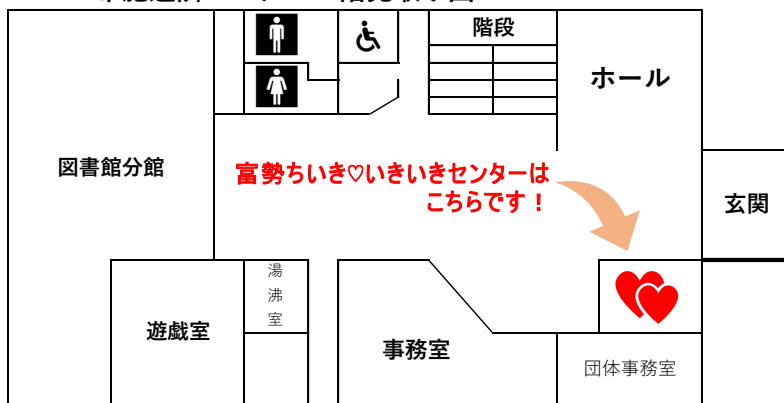 階段
ホール
図書館分館
富勢ちいき♡いきいきセンターは
こちらです！
玄関
湯沸室
遊戯室
事務室
団体事務室